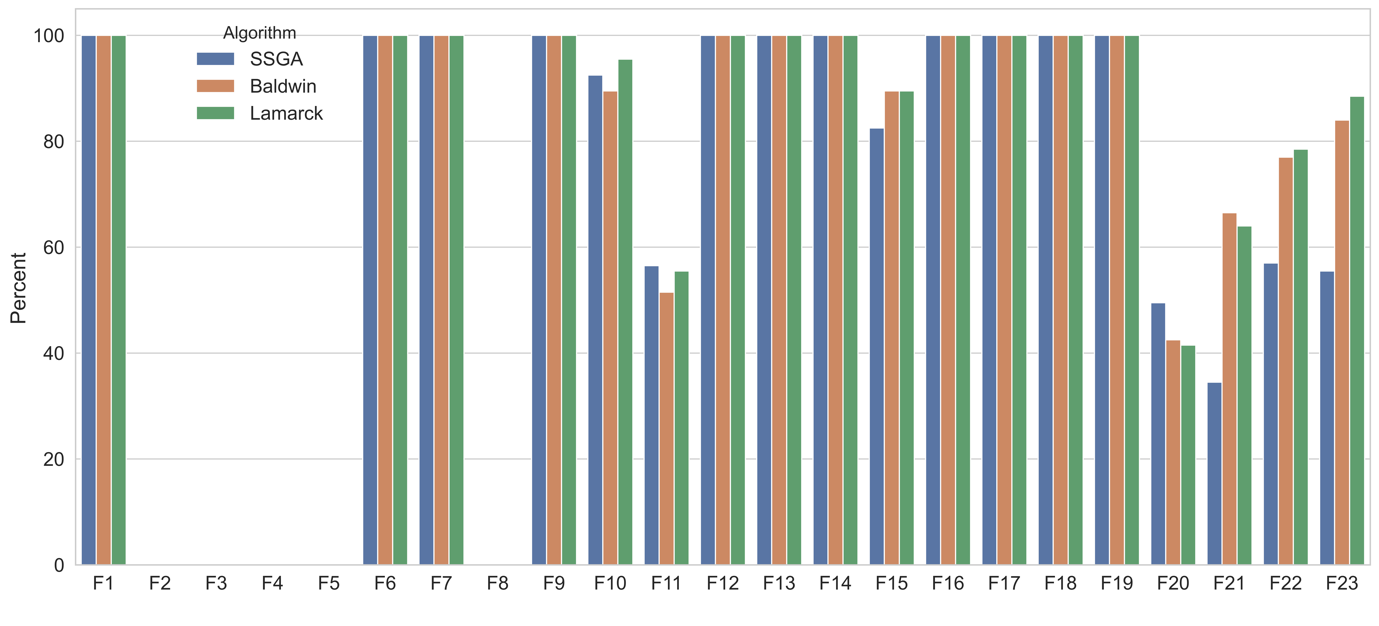 Algorithm
SSGA
Baldwin
Lamarck
Percent
100
80
60
40
20
0
F1 F2 F3 F4 F5 F6 F7 F8 F9 F10 F11 F12 F13 F14 F15 F16 F17 F18 F19 F20 F21 F22 F23